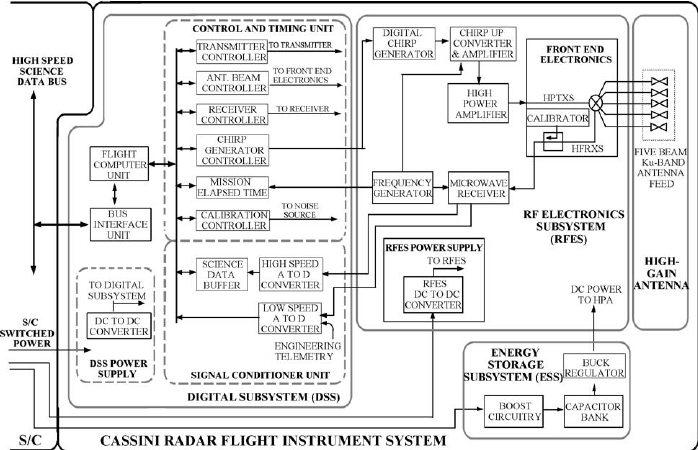 HIGH SPEED
SCIENCE
DATA BUS
CONTROL AND TIMING UNIT
TRANSMITTER
CONTROLLER
TO TRANSMITTER
ANT. BEAM
CONTROLLER
TO FRONT END
ELECTRONICS
RECEIVER
CONTROLLER
TO RECEIVER
CHIRP
GENERATOR
CONTROLLER
MISSION
ELAPSED TIME
CALIBRATION
CONTROLLER
TO NOISE
SOURCE
FLIGHT
COMPUTER
UNIT
BUS
INTERFACE
UNIT
DIGITAL
CHIRP
GENERATOR
CHIRP UP
CONVERTER
& AMPLIFIER
HIGH
POWER
AMPLIFIER
FRONT END
ELECTRONICS
HPTXS
CALIBRATOR
HFRXS
FIVE BEAM
Ku-BAND
ANTENNA
FEED
FREQUENCY
GENERATOR
MICROWAVE
RECEIVER
RF ELECTRONICS
SUBSYSTEM
(RFES)
HIGH-
GAIN
ANTENNA
SCIENCE
DATA
BUFFER
HIGH SPEED
A TO D
CONVERTER
LOW SPEED
A TO D
CONVERTER
ENGINEERING
TELEMETRY
SIGNAL CONDITIONER UNIT
RFES POWER SUPPLY
TO RFES
RFES
DC TO DC
CONVERTER
TO DIGITAL
SUBSYSTEM
DC TO DC
CONVERTER
DSS POWER
SUPPLY
DIGITAL SUBSYSTEM (DSS)
S/C
SWITCHED
POWER
DC POWER
TO HPA
ENERGY
STORAGE
SUBSYSTEM (ESS)
BUCK
REGULATOR
BOOST
CIRCUITRY
CAPACITOR
BANK
S/C
CASSINI RADAR FLIGHT INSTRUMENT SYSTEM